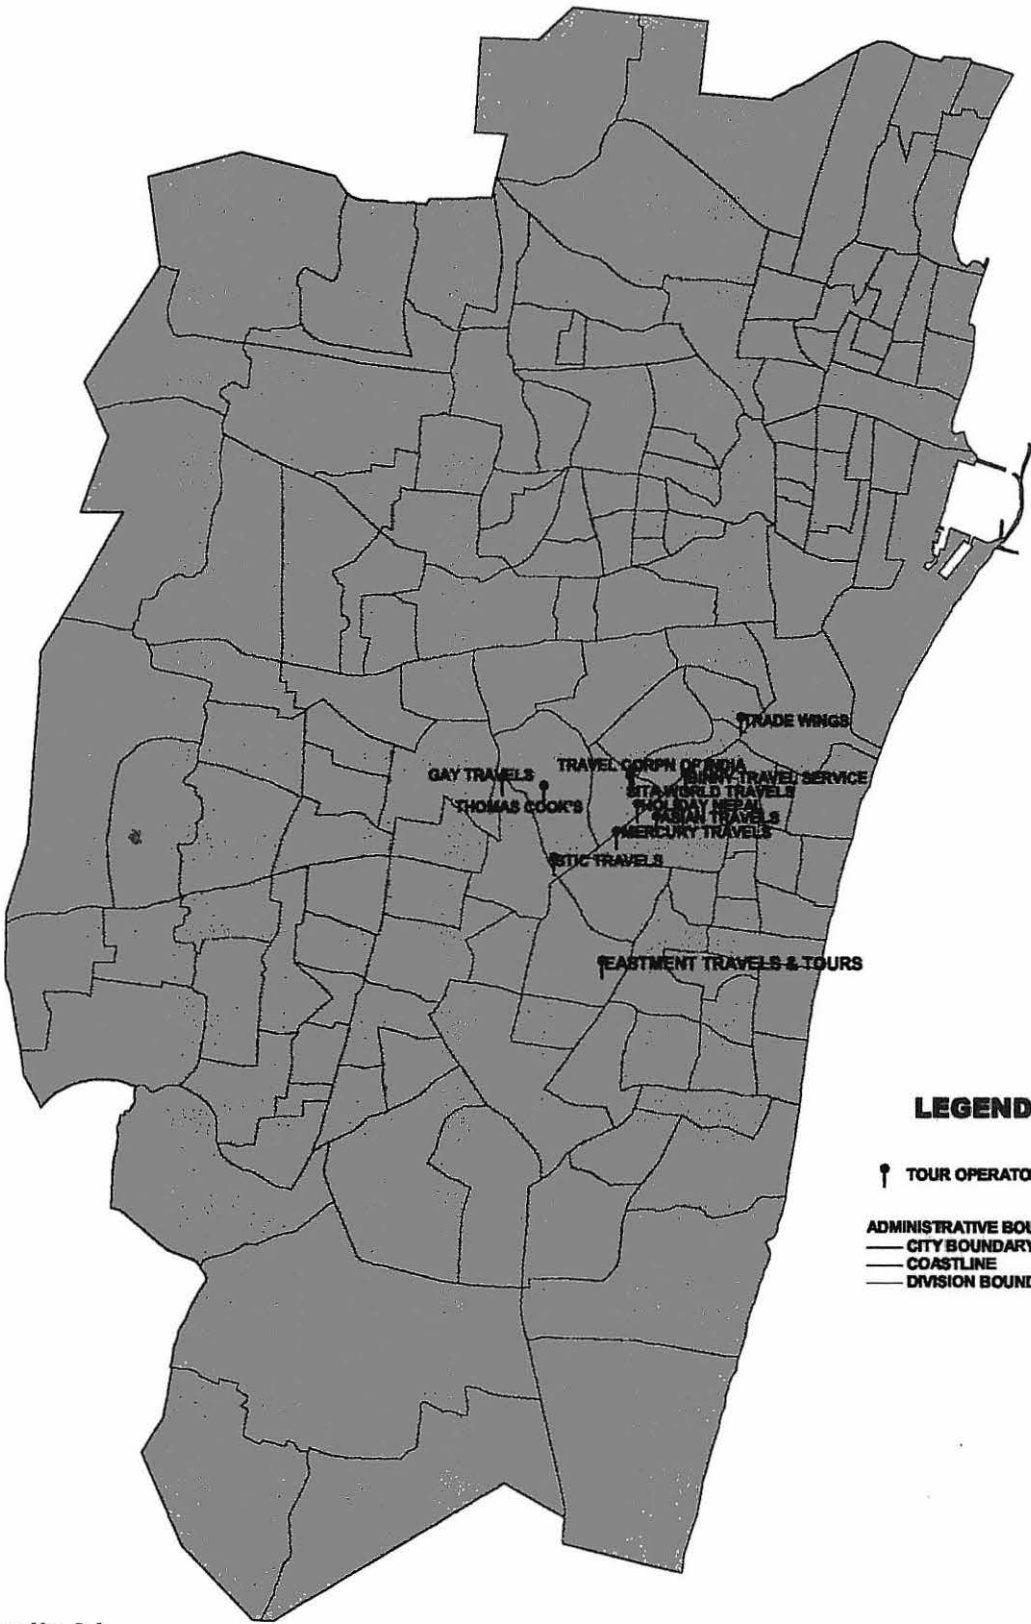 TRADE WINGS
TRAVEL CORPN OF INDIA
GAY TRAVELS
BINNY TRAVEL SERVICE
SITA WORLD TRAVELS
THOMAS COOK'S
HOLIDAY NEPAL
ASIAN TRAVELS
MERCURY TRAVELS
STIC TRAVELS
EASTMENT TRAVELS & TOURS
LEGEND
TOUR OPERATO
ADMINISTRATIVE BOU
CITY BOUNDARY
COASTLINE
DIVISION BOUND